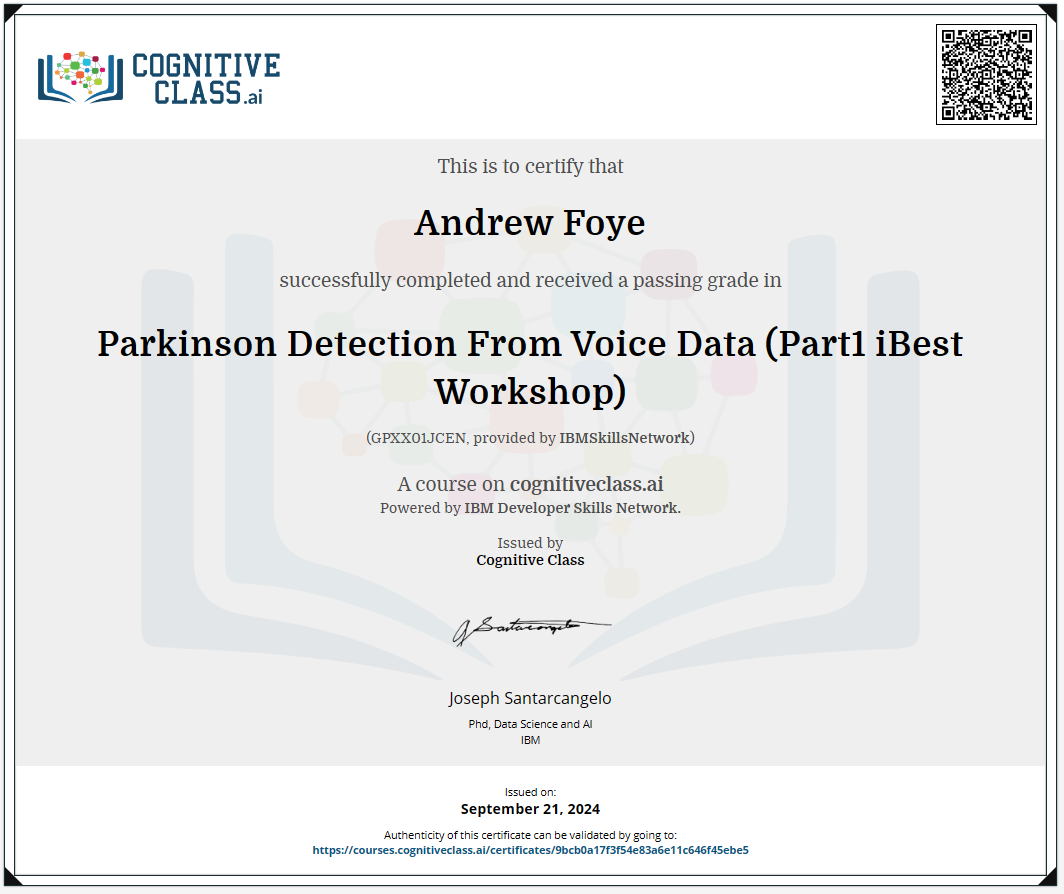 COGNITIVE
CLASS.ai
This is to certify that
Andrew Foye
successfully completed and received a passing grade in
Parkinson Detection From Voice Data (Part1 iBest
Workshop)
(GPXX01JCEN, provided by IBMSkillsNetwork)
A course on cognitiveclass.ai
Powered by IBM Developer Skills Network.
Issued by
Cognitive Class
J Santarcangelo
Joseph Santarcangelo
Phd, Data Science and AI
IBM
Issued on:
September 21, 2024
Authenticity of this certificate can be validated by going to:
https://courses.cognitiveclass.ai/certificates/9bcb0a17f3f54e83a6e11c646f45ebe5